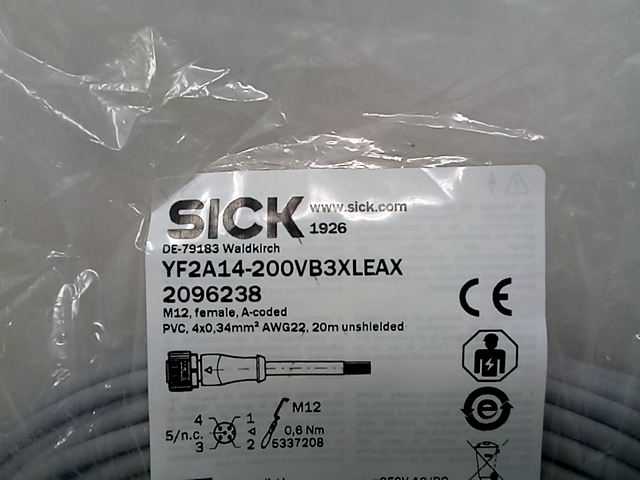 SICK www.sick.com
1926
DE-79183 Waldkirch
YF2A14-200VB3XLEAX
2096238
M12, female, A-coded
PVC, 4x0,34mm² AWG22, 20m unshielded
CE
M12
4 1
5/n.c. 0,6 Nm
3 2 5337208